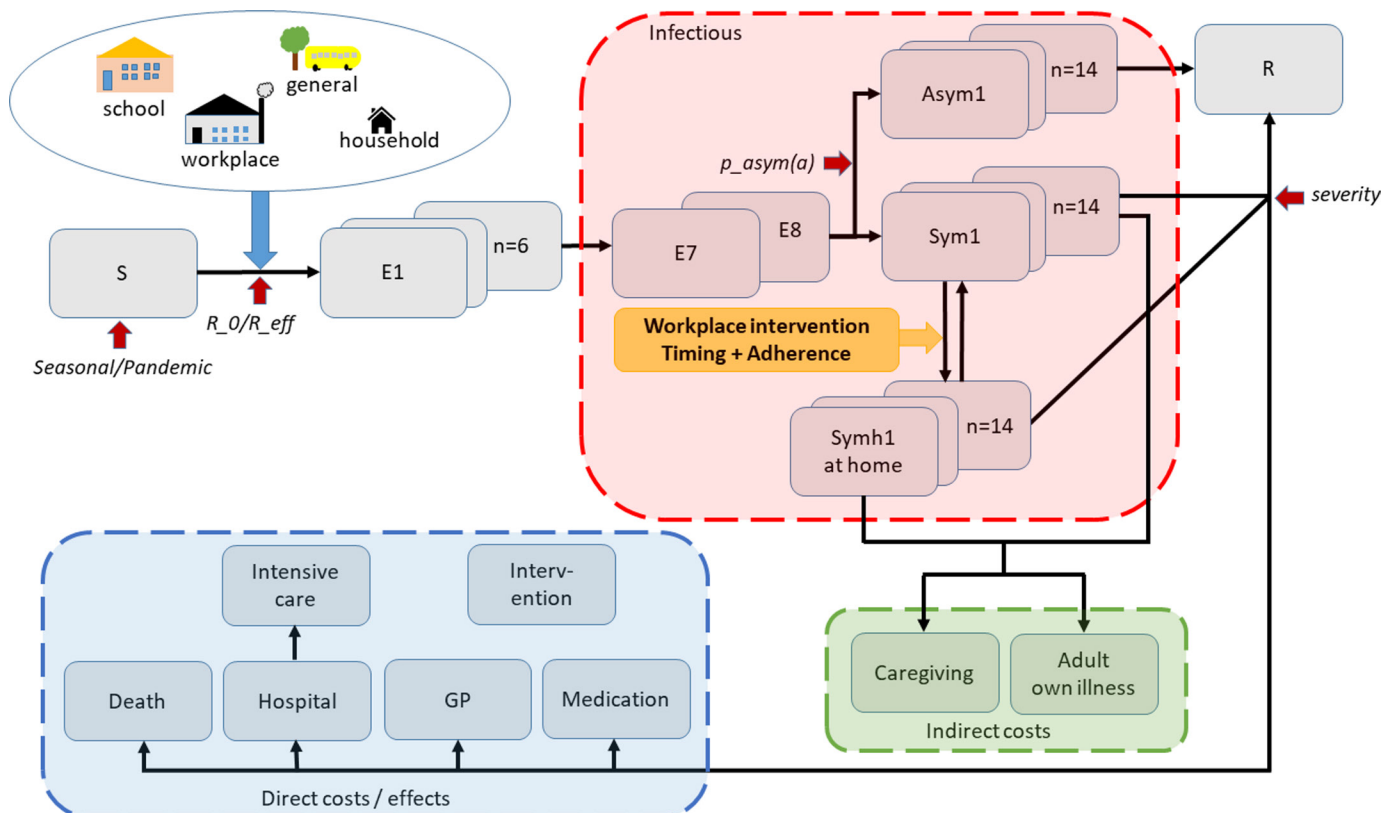 school
general
workplace
household
S
R_0/R_eff
Seasonal/Pandemic
E1
n=6
Infectious
E7
E8
p_asym(a)
Asym1
n=14
Sym1
n=14
Workplace intervention
Timing + Adherence
Symh1
at home
n=14
R
severity
Intensive
care
Interv-
ention
Death
Hospital
GP
Medication
Direct costs / effects
Caregiving
Adult
own illness
Indirect costs